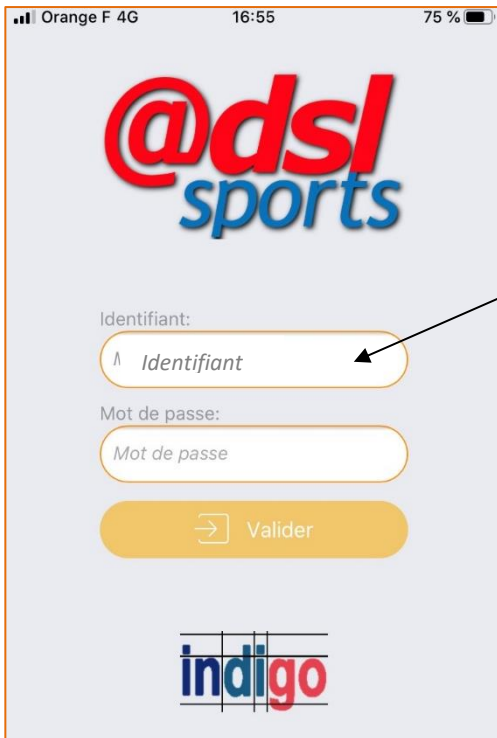 Orange F 4G 16:55 75 %
@dsl
sports
Identifiant:
Identifiant
Mot de passe:
Mot de passe
Valider
indigo